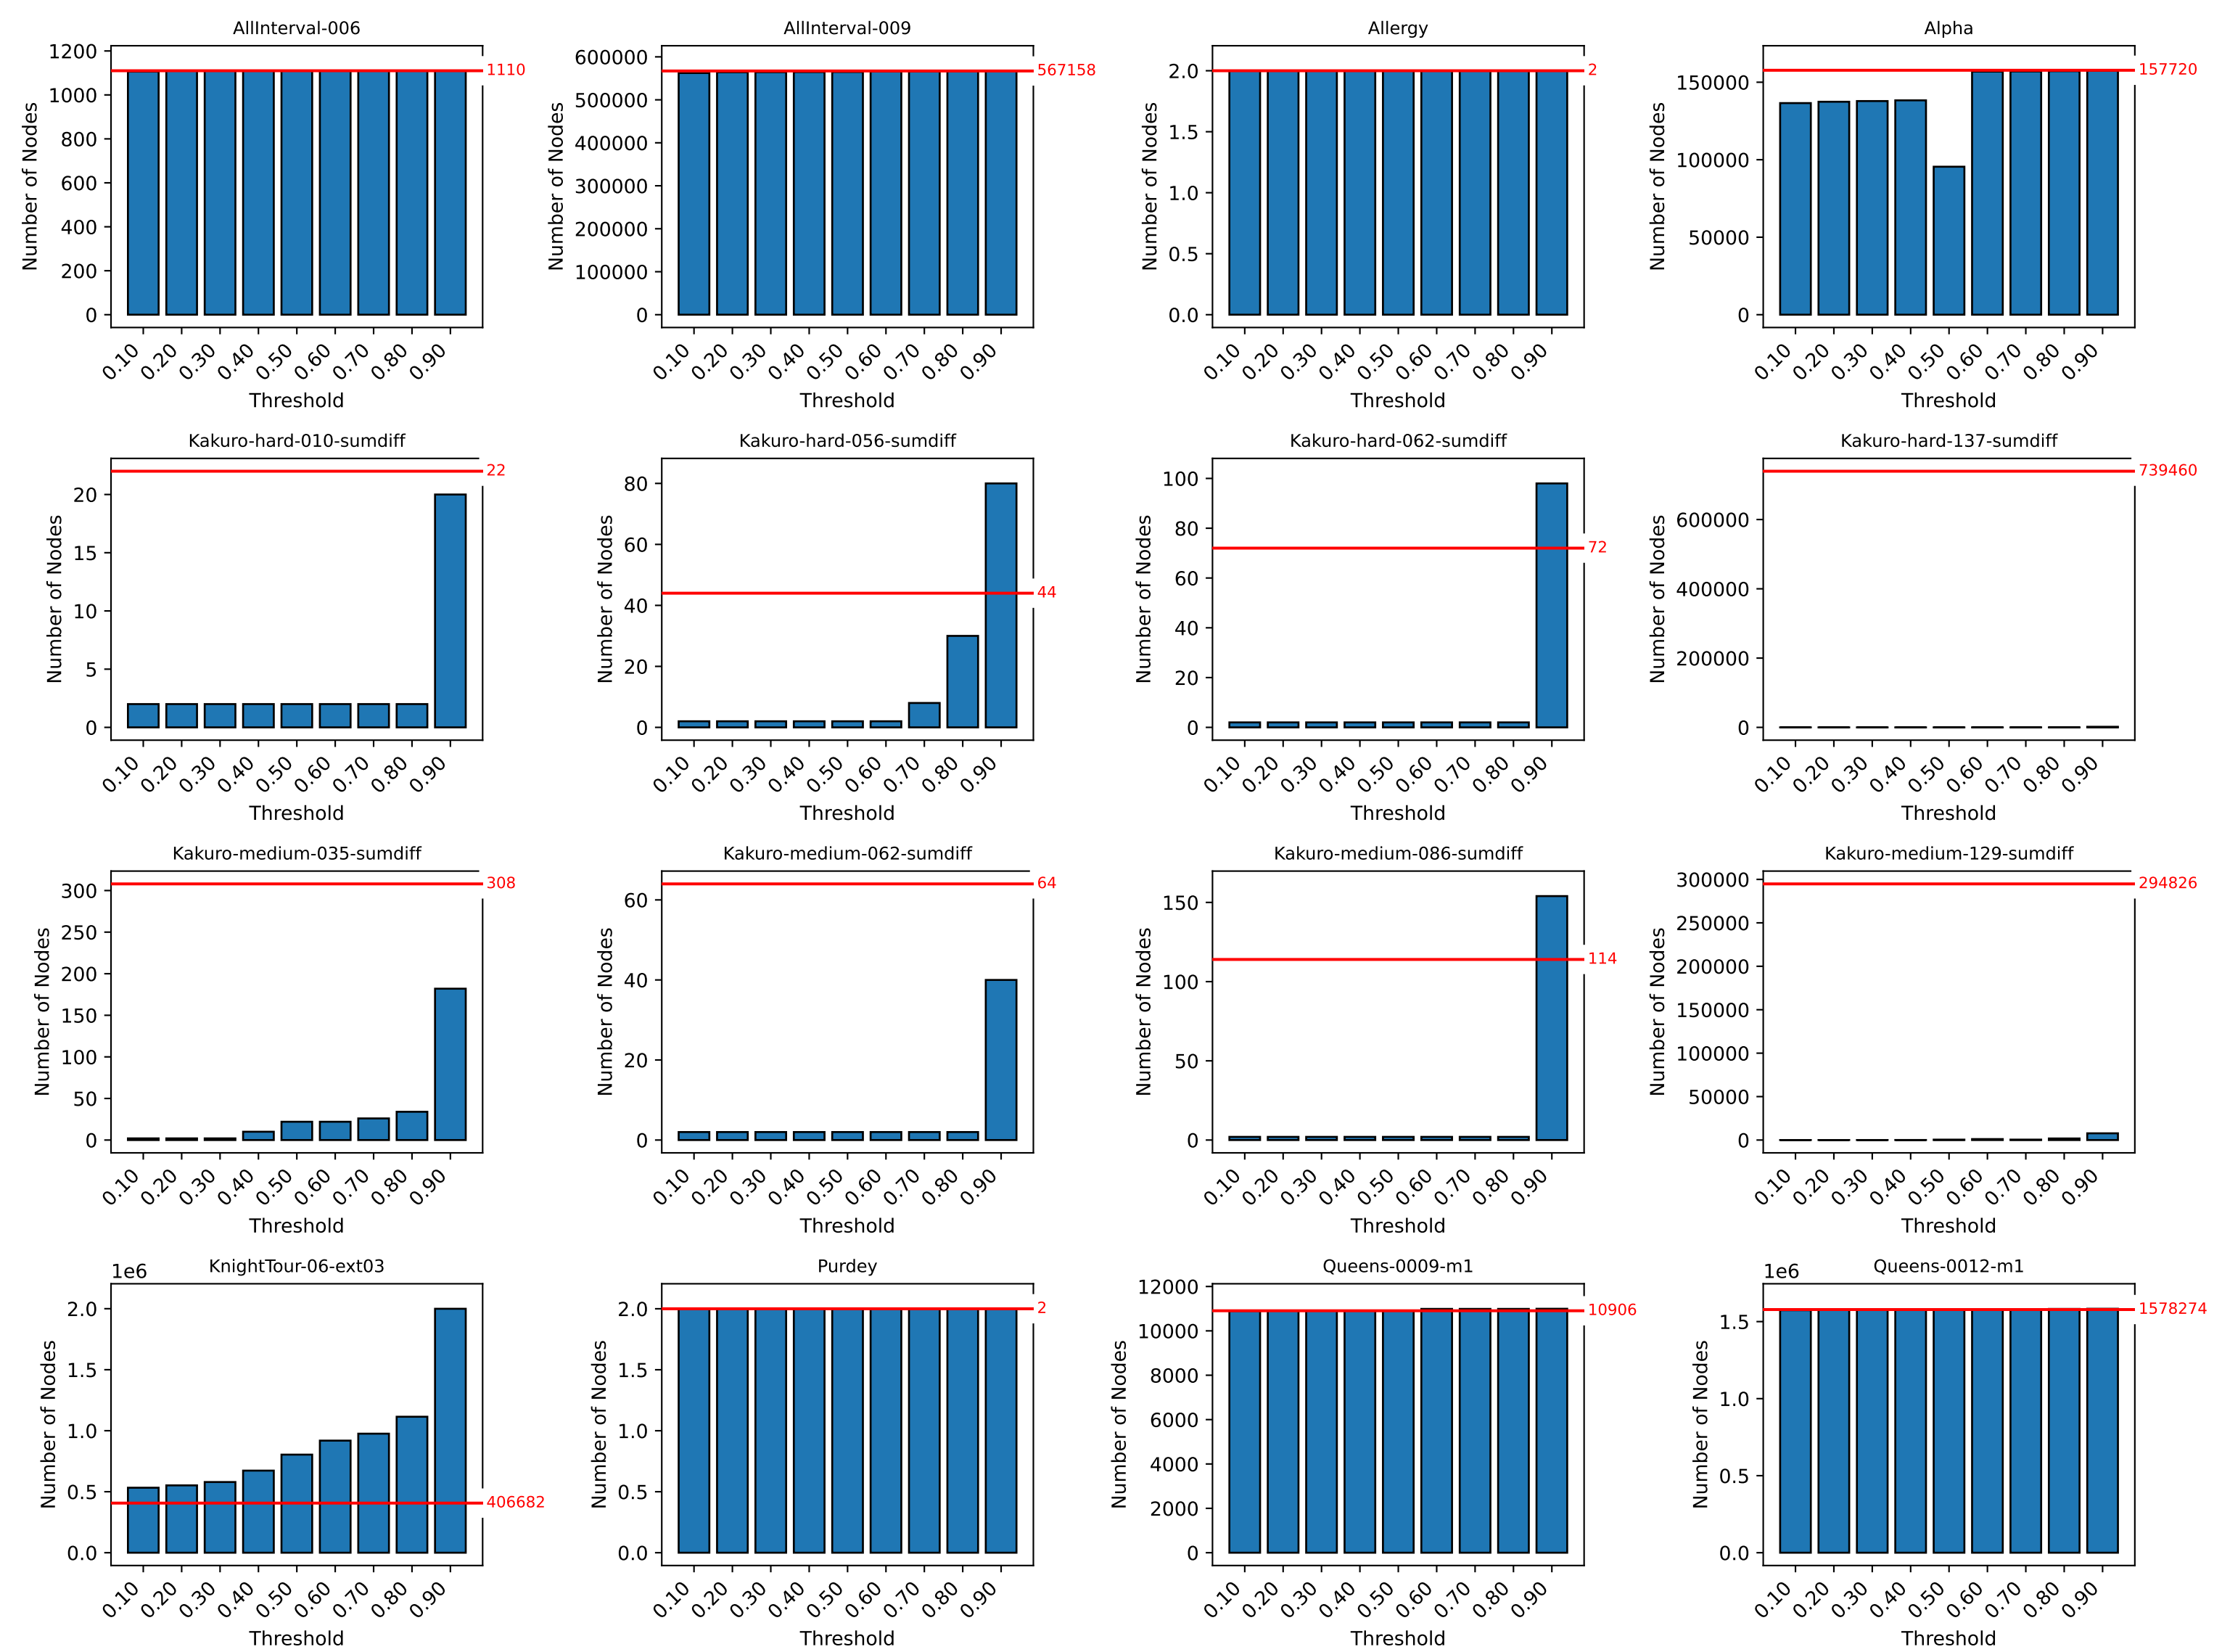 AllInterval-006
1200
1000
800
600
400
200
0
1110
Number of Nodes
0.10 0.20 0.30 0.40 0.50 0.60 0.70 0.80 0.90
Threshold
AllInterval-009
600000
500000
400000
300000
200000
100000
0
567158
Number of Nodes
0.10 0.20 0.30 0.40 0.50 0.60 0.70 0.80 0.90
Threshold
Allergy
2.0
1.5
1.0
0.5
0.0
2
Number of Nodes
0.10 0.20 0.30 0.40 0.50 0.60 0.70 0.80 0.90
Threshold
Alpha
150000
100000
50000
0
157720
Number of Nodes
0.10 0.20 0.30 0.40 0.50 0.60 0.70 0.80 0.90
Threshold
Kakuro-hard-010-sumdiff
20
15
10
5
0
22
Number of Nodes
0.10 0.20 0.30 0.40 0.50 0.60 0.70 0.80 0.90
Threshold
Kakuro-hard-056-sumdiff
80
60
40
20
0
44
Number of Nodes
0.10 0.20 0.30 0.40 0.50 0.60 0.70 0.80 0.90
Threshold
Kakuro-hard-062-sumdiff
100
80
60
40
20
0
72
Number of Nodes
0.10 0.20 0.30 0.40 0.50 0.60 0.70 0.80 0.90
Threshold
Kakuro-hard-137-sumdiff
600000
400000
200000
0
739460
Number of Nodes
0.10 0.20 0.30 0.40 0.50 0.60 0.70 0.80 0.90
Threshold
Kakuro-medium-035-sumdiff
300
250
200
150
100
50
0
308
Number of Nodes
0.10 0.20 0.30 0.40 0.50 0.60 0.70 0.80 0.90
Threshold
Kakuro-medium-062-sumdiff
60
40
20
0
64
Number of Nodes
0.10 0.20 0.30 0.40 0.50 0.60 0.70 0.80 0.90
Threshold
Kakuro-medium-086-sumdiff
150
100
50
0
114
Number of Nodes
0.10 0.20 0.30 0.40 0.50 0.60 0.70 0.80 0.90
Threshold
Kakuro-medium-129-sumdiff
300000
250000
200000
150000
100000
50000
0
294826
Number of Nodes
0.10 0.20 0.30 0.40 0.50 0.60 0.70 0.80 0.90
Threshold
KnightTour-06-ext03
1e6
2.0
1.5
1.0
0.5
0.0
406682
Number of Nodes
0.10 0.20 0.30 0.40 0.50 0.60 0.70 0.80 0.90
Threshold
Purdey
2.0
1.5
1.0
0.5
0.0
2
Number of Nodes
0.10 0.20 0.30 0.40 0.50 0.60 0.70 0.80 0.90
Threshold
Queens-0009-m1
12000
10000
8000
6000
4000
2000
0
10906
Number of Nodes
0.10 0.20 0.30 0.40 0.50 0.60 0.70 0.80 0.90
Threshold
Queens-0012-m1
1e6
1.5
1.0
0.5
0.0
1578274
Number of Nodes
0.10 0.20 0.30 0.40 0.50 0.60 0.70 0.80 0.90
Threshold